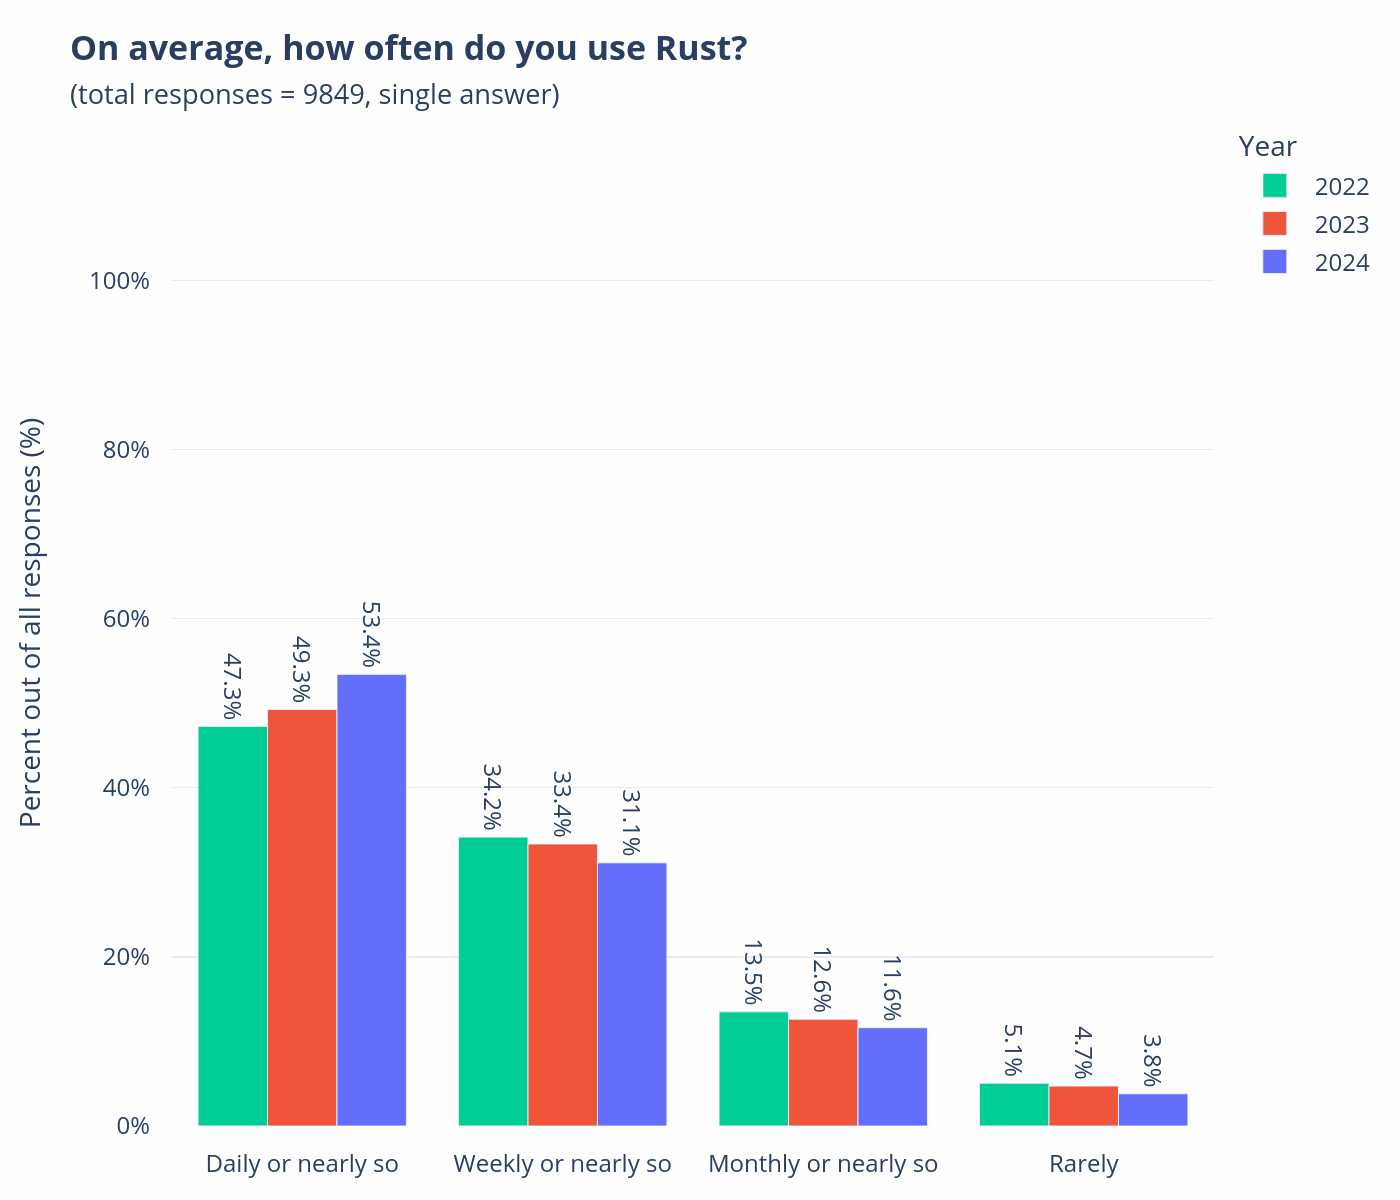 On average, how often do you use Rust?
(total responses = 9849, single answer)
Year
2022
2023
2024
Percent out of all responses (%)
100%
80%
60%
40%
20%
0%
47.3%
49.3%
53.4%
34.2%
33.4%
31.1%
13.5%
12.6%
11.6%
5.1%
4.7%
3.8%
Daily or nearly so
Weekly or nearly so
Monthly or nearly so
Rarely